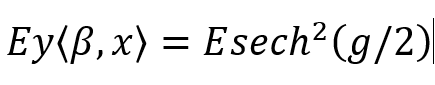 Ey⟨β, x⟩ = Esech²(g/2)